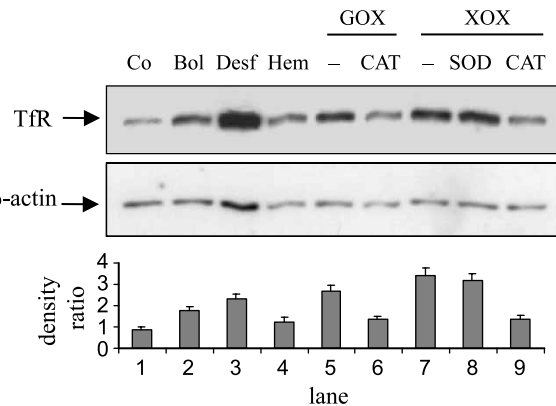 GOX XOX
Co Bol Desf Hem – CAT – SOD CAT
TfR
-actin
density
ratio
4
3
2
1
0
1 2 3 4 5 6 7 8 9
lane